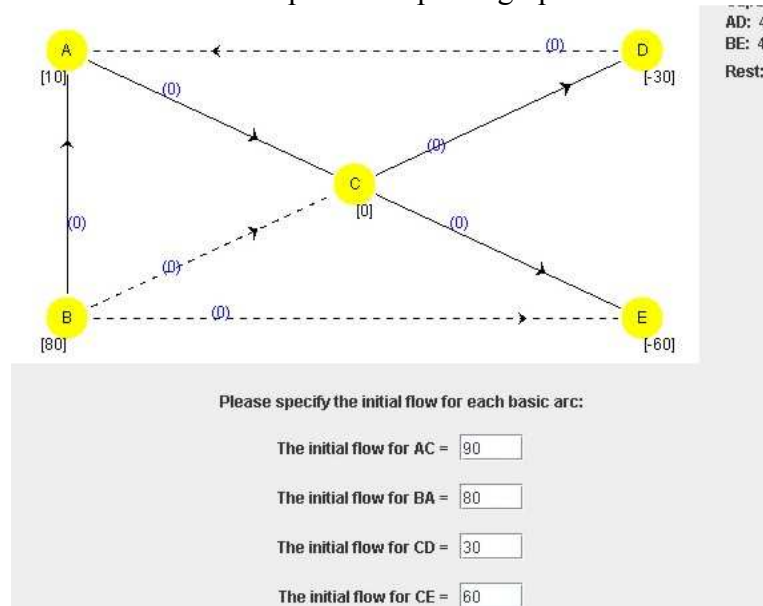 AD: 4
BE: 4
Rest:
A
(0)
D
[10]
(0)
[-30]
(0)
C
(0)
[0]
(0)
(0)
B
(0)
E
[80]
[-60]
Please specify the initial flow for each basic arc:
The initial flow for AC = 90
The initial flow for BA = 80
The initial flow for CD = 30
The initial flow for CE = 60